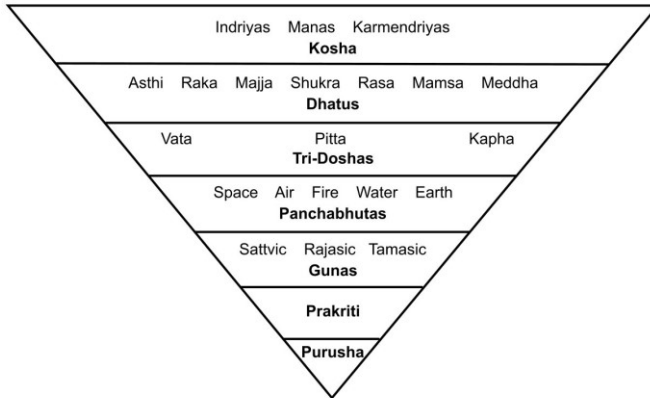 Indriyas Manas Karmendriyas
Kosha
Asthi Raka Majja Shukra Rasa Mamsa Meddha
Dhatus
Vata Pitta Kapha
Tri-Doshas
Space Air Fire Water Earth
Panchabhutas
Sattvic Rajasic Tamasic
Gunas
Prakriti
Purusha